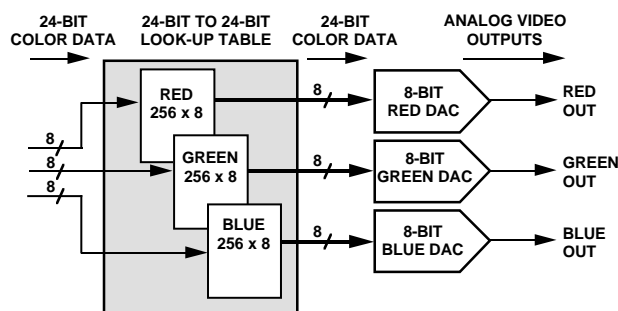 24-BIT
COLOR DATA
24-BIT TO 24-BIT
LOOK-UP TABLE
24-BIT
COLOR DATA
ANALOG VIDEO
OUTPUTS
8
8
8
RED
256 x 8
GREEN
256 x 8
BLUE
256 x 8
8
8
8
8-BIT
RED DAC
8-BIT
GREEN DAC
8-BIT
BLUE DAC
RED
OUT
GREEN
OUT
BLUE
OUT